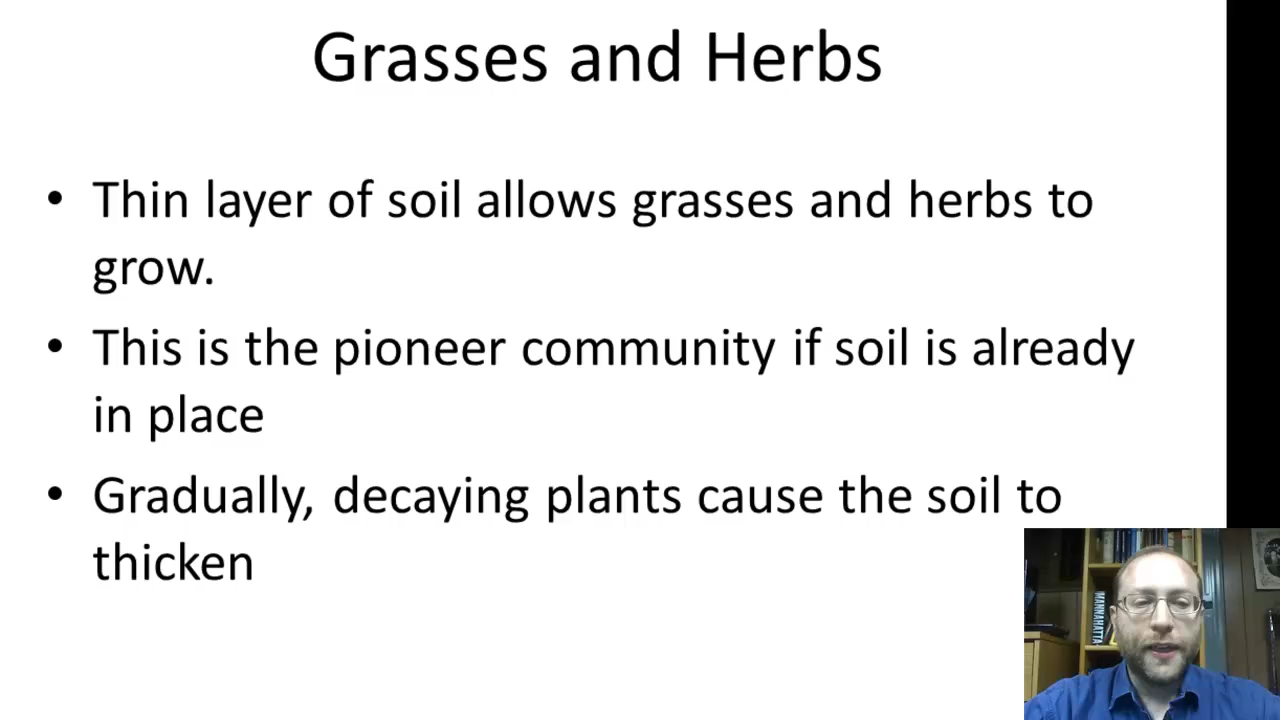 Grasses and Herbs
• Thin layer of soil allows grasses and herbs to
grow.
• This is the pioneer community if soil is already
in place
• Gradually, decaying plants cause the soil to
thicken
MANNAHATTA